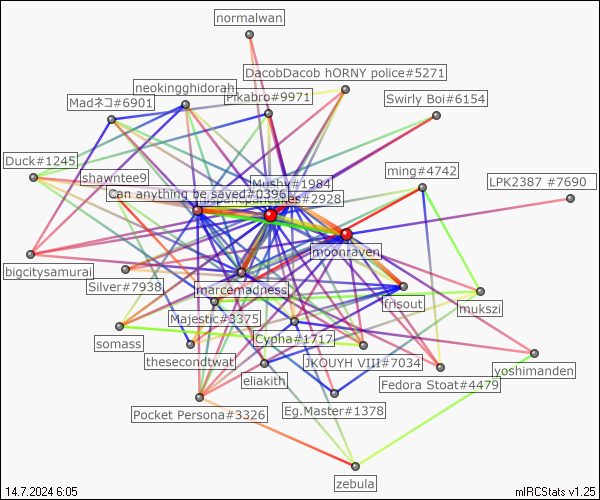 normalwan
DacobDacob hORNY police#5271
neokingghidorah
Pikabro#9971
Madネコ#6901
Swirly Boi#6154
Duck#1245
shawntee9
ming#4742
LPK2387 #7690
Mushy#1984
Can anything be sayed#0396
cakes#2928
moonraven
bigcitysamurai
Silver#7938
marcemadness
frisout
mukszi
Majestic#3375
somass
Cypha#1717
thesecondtwat
JKOUYH VIII#7034
yoshimanden
eliakith
Fedora Stoat#4479
Pocket Persona#3326
Eg.Master#1378
zebula
14.7.2024 6:05
mIRCStats v1.25